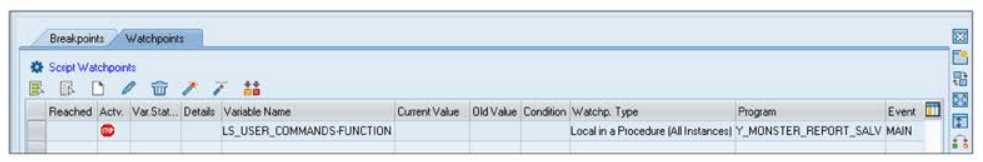 Breakpoints Watchpoints
Script Watchpoints
Reached Actv. Var.Stat... Details Variable Name Current Value Old Value Condition Watchp. Type Program Event
STOP LS_USER_COMMANDS-FUNCTION Local in a Procedure (All Instances) Y_MONSTER_REPORT_SALV MAIN